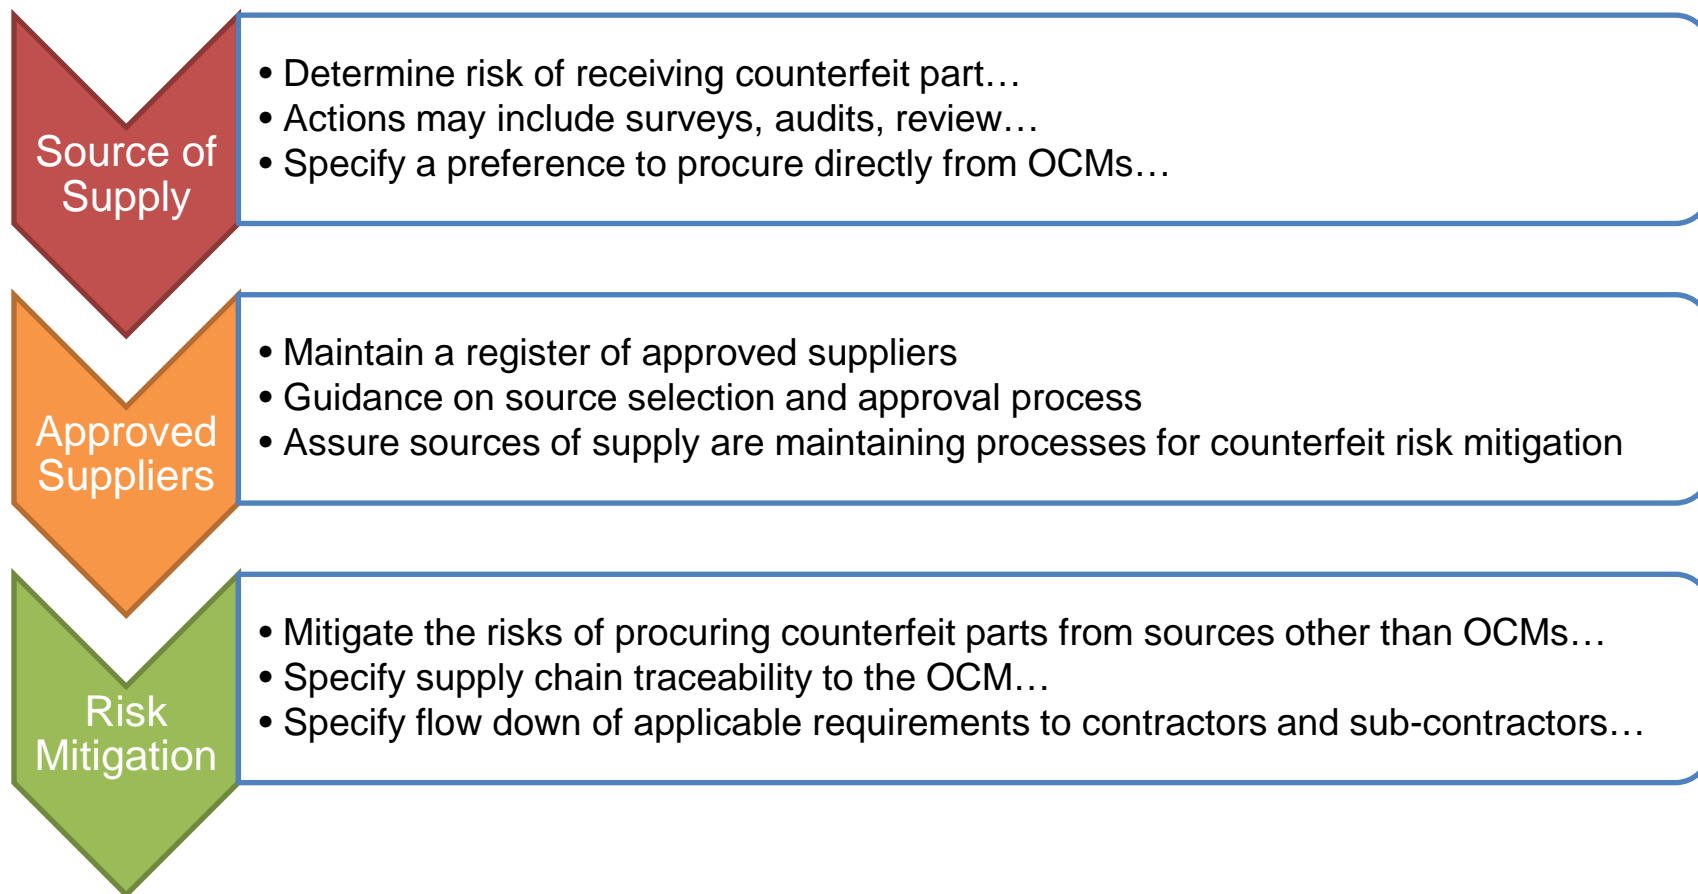 Source of
Supply
• Determine risk of receiving counterfeit part…
• Actions may include surveys, audits, review…
• Specify a preference to procure directly from OCMs…
Approved
Suppliers
• Maintain a register of approved suppliers
• Guidance on source selection and approval process
• Assure sources of supply are maintaining processes for counterfeit risk mitigation
Risk
Mitigation
• Mitigate the risks of procuring counterfeit parts from sources other than OCMs…
• Specify supply chain traceability to the OCM…
• Specify flow down of applicable requirements to contractors and sub-contractors…